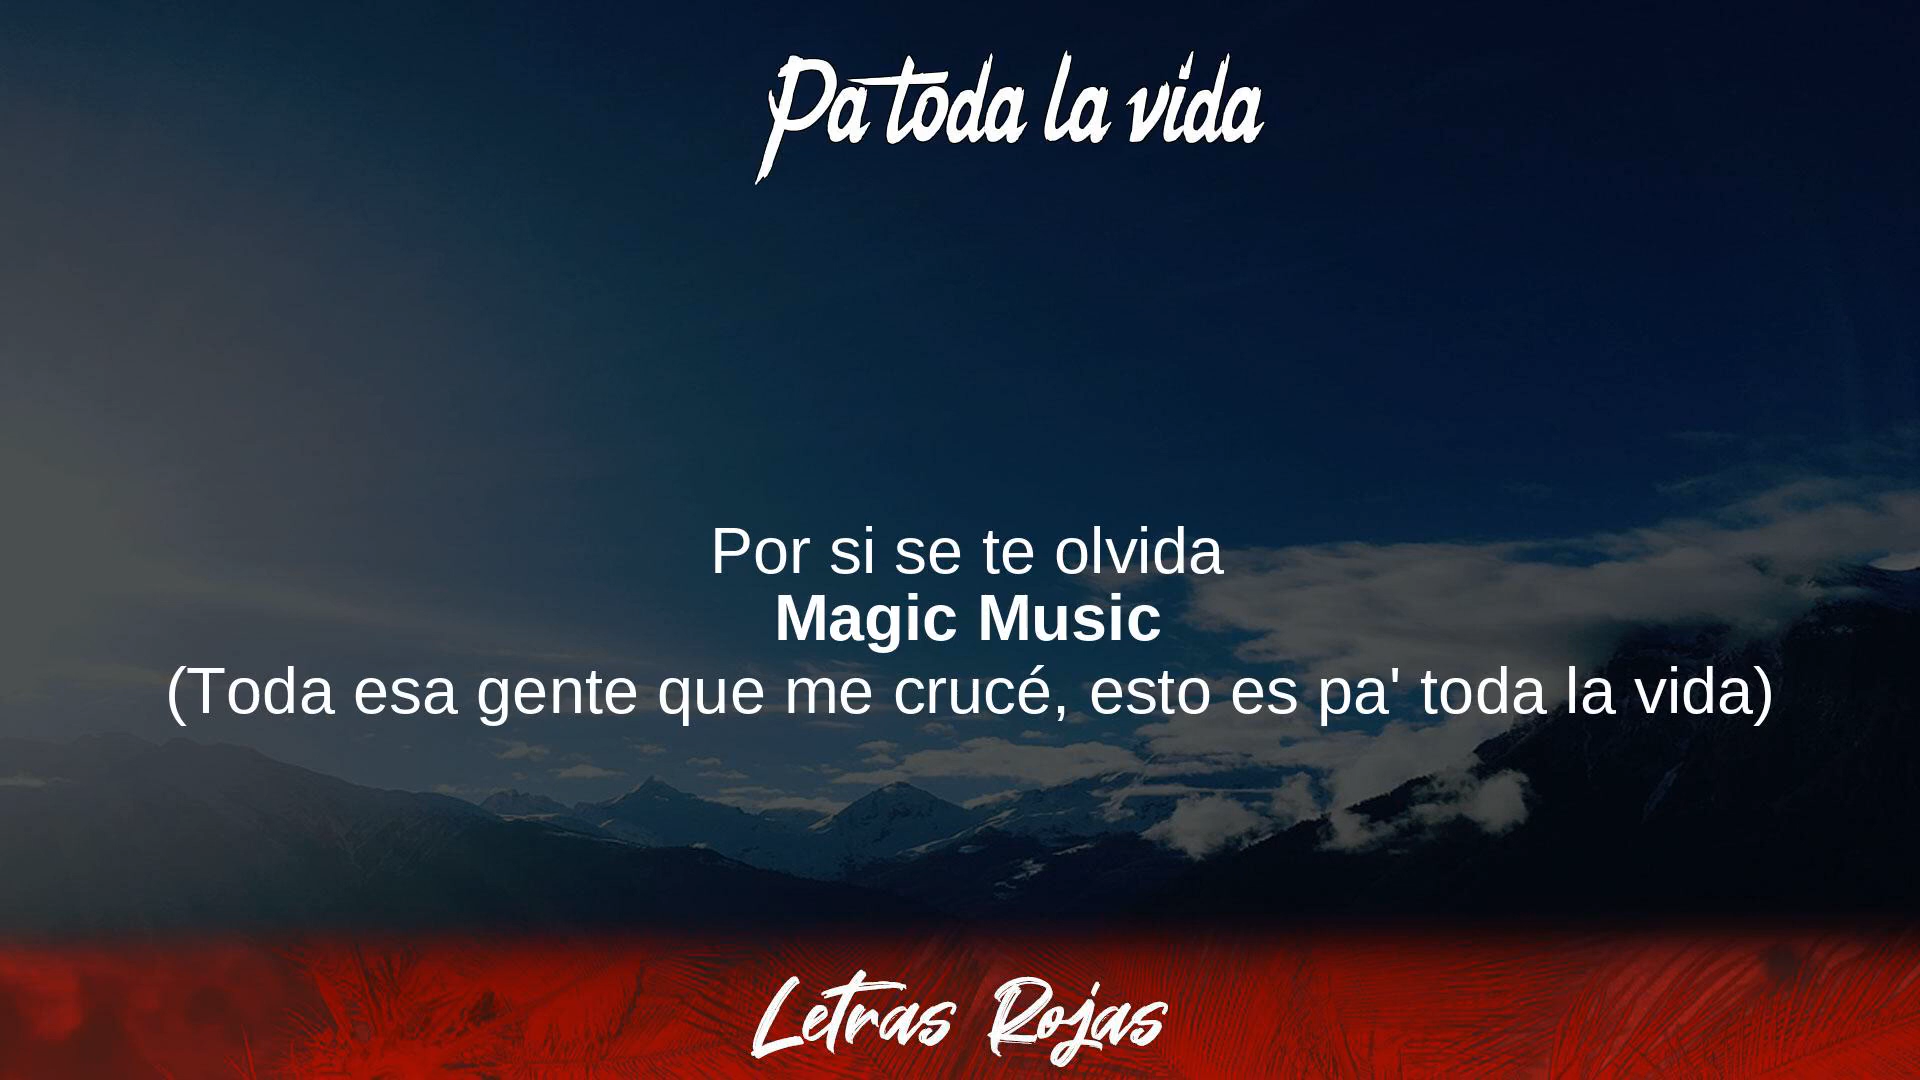 Pa toda la vida
Por si se te olvida
Magic Music
(Toda esa gente que me crucé, esto es pa' toda la vida)
Letras Rojas